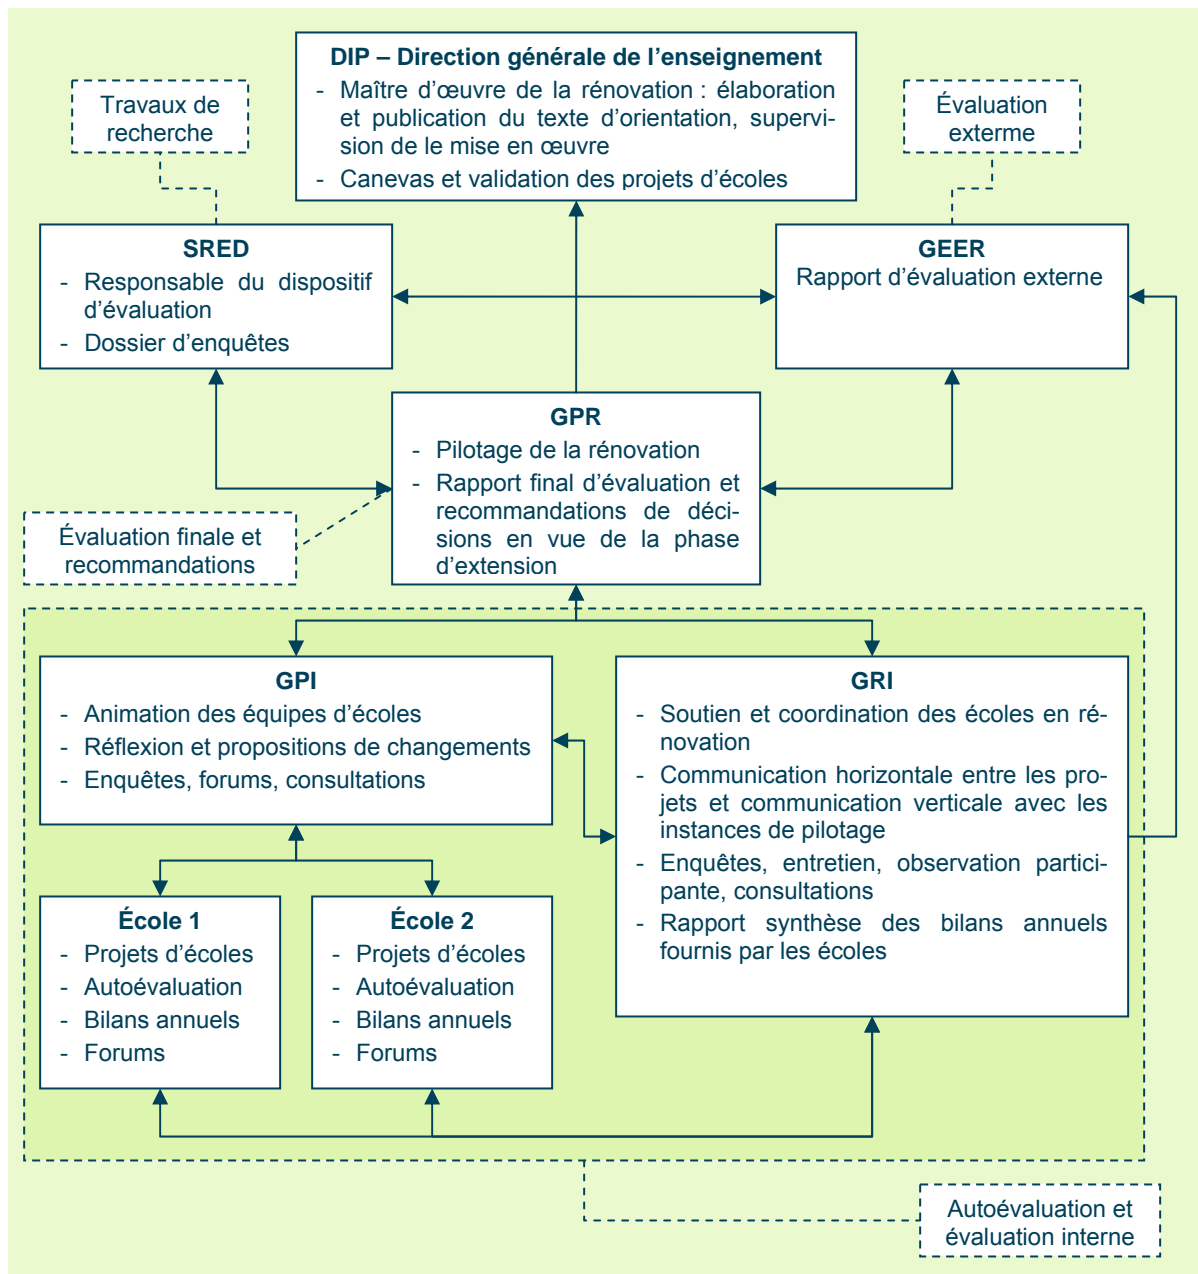 DIP – Direction générale de l'enseignement
- Maître d'œuvre de la rénovation : élaboration
et publication du texte d'orientation, supervi-
sion de le mise en œuvre
- Canevas et validation des projets d'écoles
Travaux de
recherche
Évaluation
externe
SRED
- Responsable du dispositif
d'évaluation
- Dossier d'enquêtes
GEER
Rapport d'évaluation externe
GPR
- Pilotage de la rénovation
- Rapport final d'évaluation et
recommandations de déci-
sions en vue de la phase
d'extension
Évaluation finale et
recommandations
GPI
- Animation des équipes d'écoles
- Réflexion et propositions de changements
- Enquêtes, forums, consultations
GRI
- Soutien et coordination des écoles en ré-
novation
- Communication horizontale entre les pro-
jets et communication verticale avec les
instances de pilotage
- Enquêtes, entretien, observation partici-
pante, consultations
- Rapport synthèse des bilans annuels
fournis par les écoles
École 1
- Projets d'écoles
- Autoévaluation
- Bilans annuels
- Forums
École 2
- Projets d'écoles
- Autoévaluation
- Bilans annuels
- Forums
Autoévaluation et
évaluation interne